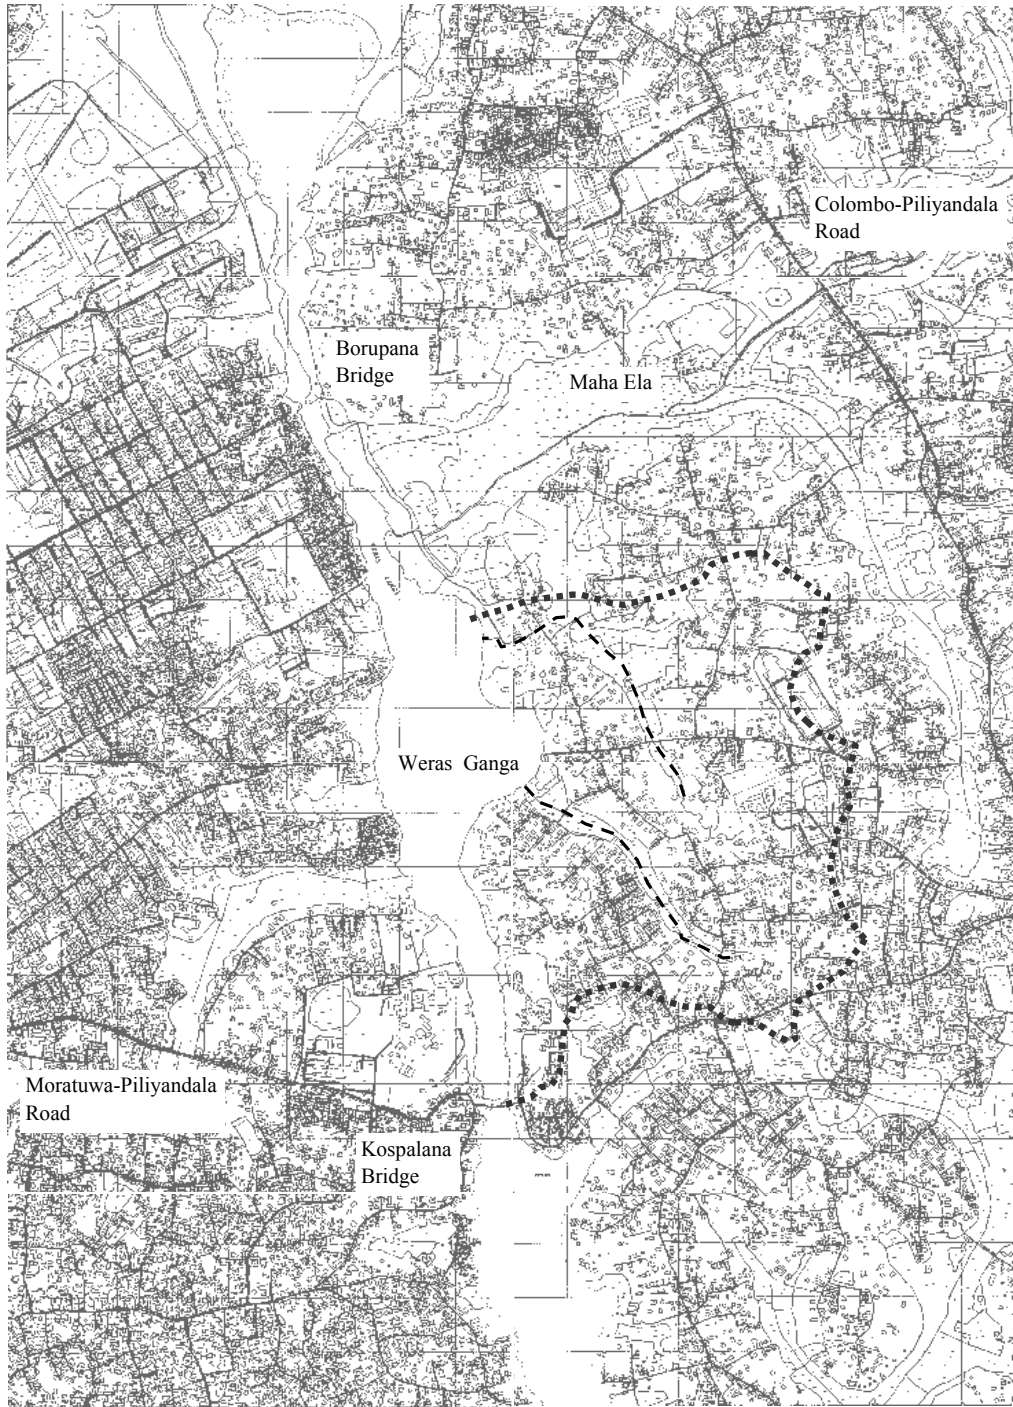 Colombo-Piliyandala
Road
Borupana
Bridge
Maha Ela
Weras Ganga
Moratuwa-Piliyandala
Road
Kospalana
Bridge